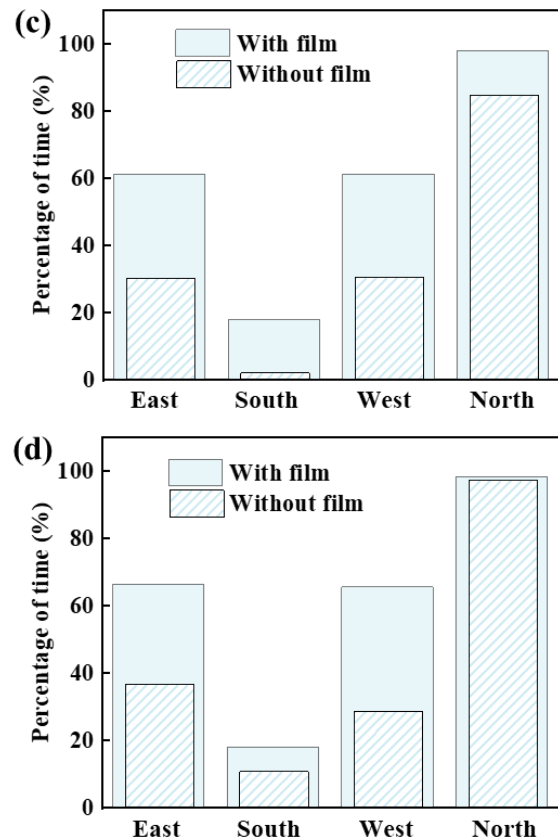 (c)
100
80
60
40
20
0
Percentage of time (%)
With film
Without film
East South West North
(d)
100
80
60
40
20
0
Percentage of time (%)
With film
Without film
East South West North